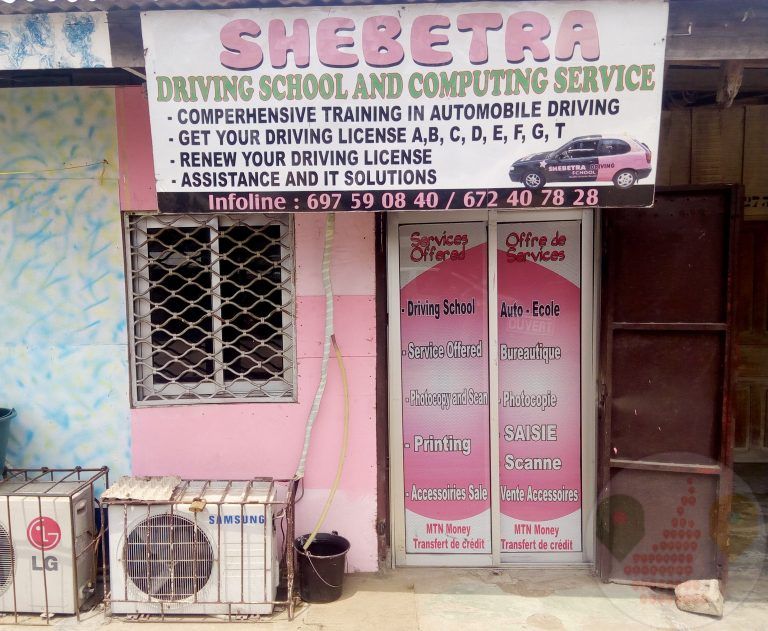 SHEBETRA
DRIVING SCHOOL AND COMPUTING SERVICE
- COMPERHENSIVE TRAINING IN AUTOMOBILE DRIVING
- GET YOUR DRIVING LICENSE A,B, C, D, E, F, G, T
- RENEW YOUR DRIVING LICENSE
- ASSISTANCE AND IT SOLUTIONS
SHEBETRA DRIVING
SCHOOL
Infoline : 697 59 08 40 / 672 40 78 28
Services
Offered
- Driving School
- Service Offered
- Photocopy and Scan
- Printing
- Accessoiries Sale
MTN Money
Transfert de crédit
Offre de
Services
Auto - Ecole
OUVERT
Bureautique
- Photocopie
- SAISIE
Scanne
Vente Accessoires
MTN Money
Transfert de crédit
LG
SAMSUNG